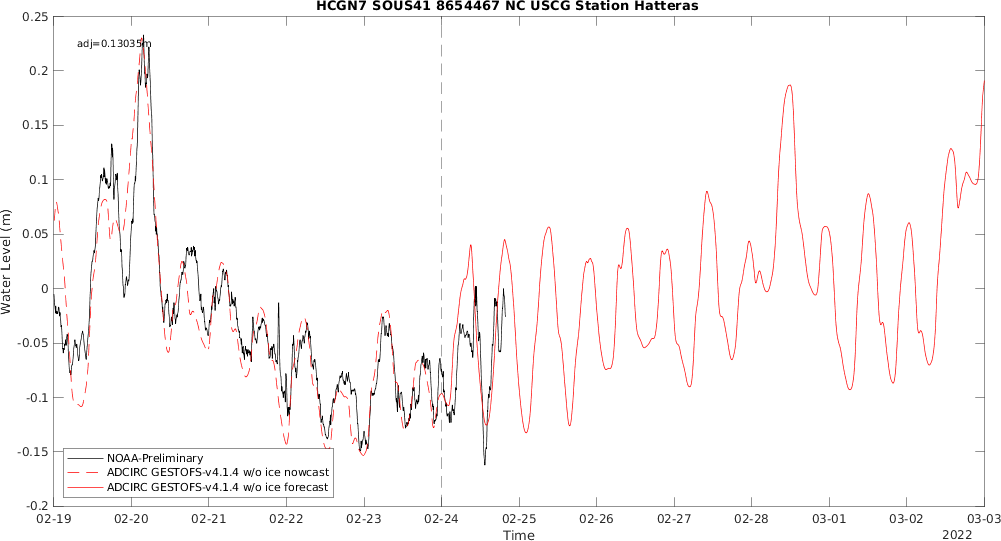 HCGN7 SOUS41 8654467 NC USCG Station Hatteras
0.25
adj=0.13035m
0.2
0.15
0.1
0.05
0
-0.05
-0.1
-0.15
-0.2
Water Level (m)
NOAA-Preliminary
ADCIRC GESTOFS-v4.1.4 w/o ice nowcast
ADCIRC GESTOFS-v4.1.4 w/o ice forecast
02-19 02-20 02-21 02-22 02-23 02-24 02-25 02-26 02-27 02-28 03-01 03-02 03-03
Time
2022